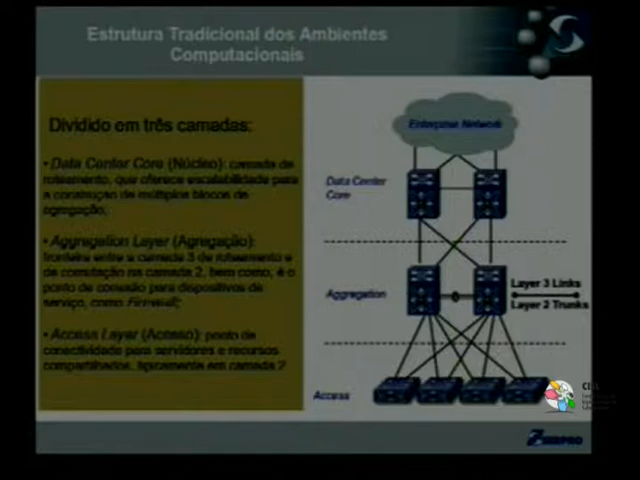 Estrutura Tradicional dos Ambientes
Computacionais
Dividido em três camadas:
• Data Center Core (Núcleo): camada de
roteamento, que oferece escalabilidade para
a construção de múltiplos blocos de
agregação;
• Aggregation Layer (Agregação):
fronteira entre a camada 3 de roteamento e
de comutação na camada 2, bem como, é o
ponto de conexão para dispositivos de
serviço, como Firewall;
• Access Layer (Acesso): ponto de
conectividade para servidores e recursos
compartilhados, tipicamente em camada 2
Enterprise Network
Data Center
Core
Aggregation
Layer 3 Links
Layer 2 Trunks
Access
SERPRO